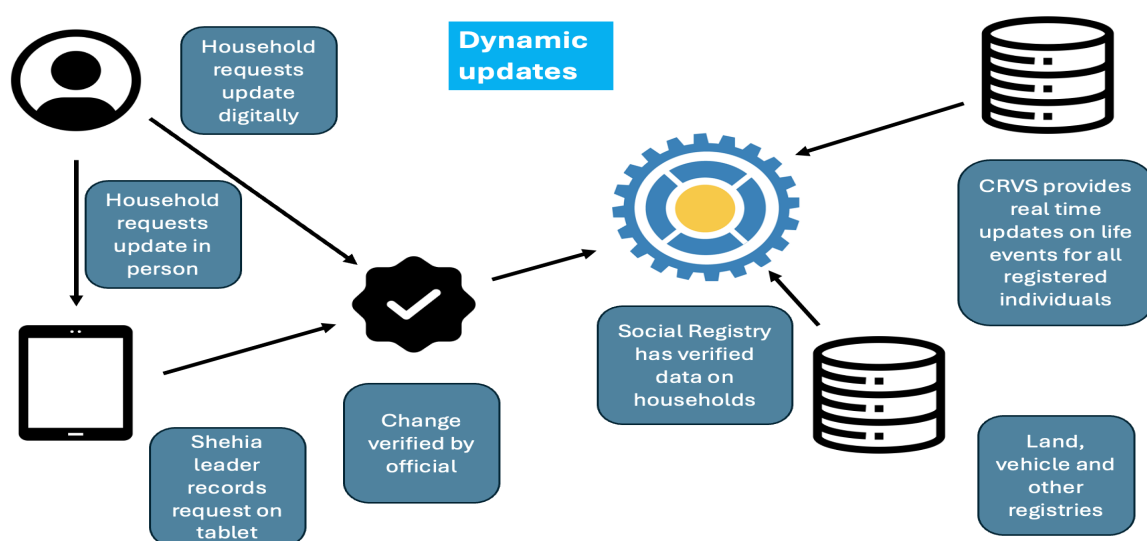 Dynamic
updates
Household
requests
update
digitally
Household
requests
update in
person
Shehia
leader
records
request on
tablet
Change
verified by
official
Social Registry
has verified
data on
households
CRVS provides
real time
updates on life
events for all
registered
individuals
Land,
vehicle and
other
registries